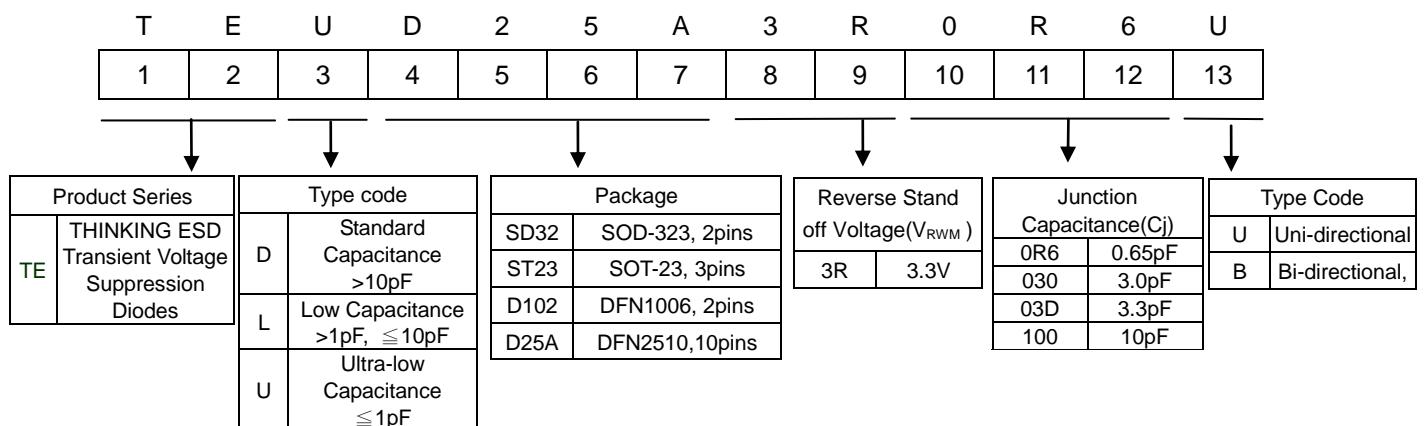 T E U D 2 5 A 3 R 0 R 6 U
1 2 3 4 5 6 7 8 9 10 11 12 13
Product Series
TE
THINKING ESD
Transient Voltage
Suppression
Diodes
Type code
D
Standard
Capacitance
>10pF
L
Low Capacitance
>1pF, ≦10pF
U
Ultra-low
Capacitance
≦1pF
Package
SD32 SOD-323, 2pins
ST23 SOT-23, 3pins
D102 DFN1006, 2pins
D25A DFN2510,10pins
Reverse Stand
off Voltage(VRWM )
3R 3.3V
Junction
Capacitance(Cj)
0R6 0.65pF
030 3.0pF
03D 3.3pF
100 10pF
Type Code
U Uni-directional
B Bi-directional,